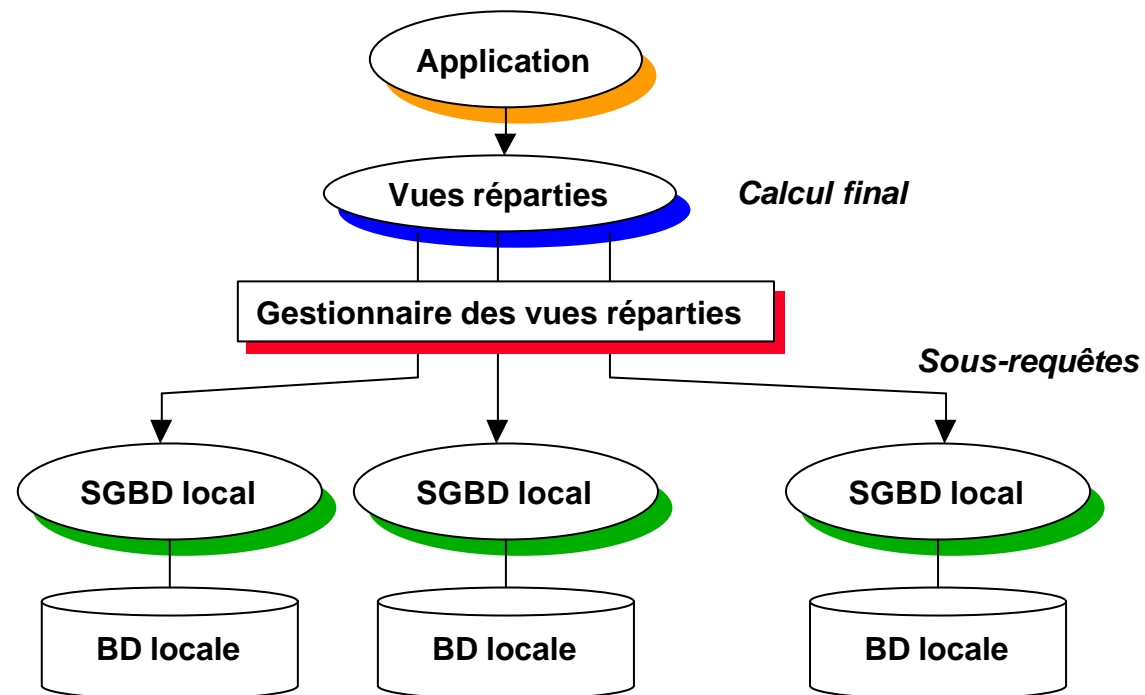 Application
Vues réparties
Calcul final
Gestionnaire des vues réparties
Sous-requêtes
SGBD local
SGBD local
SGBD local
BD locale
BD locale
BD locale